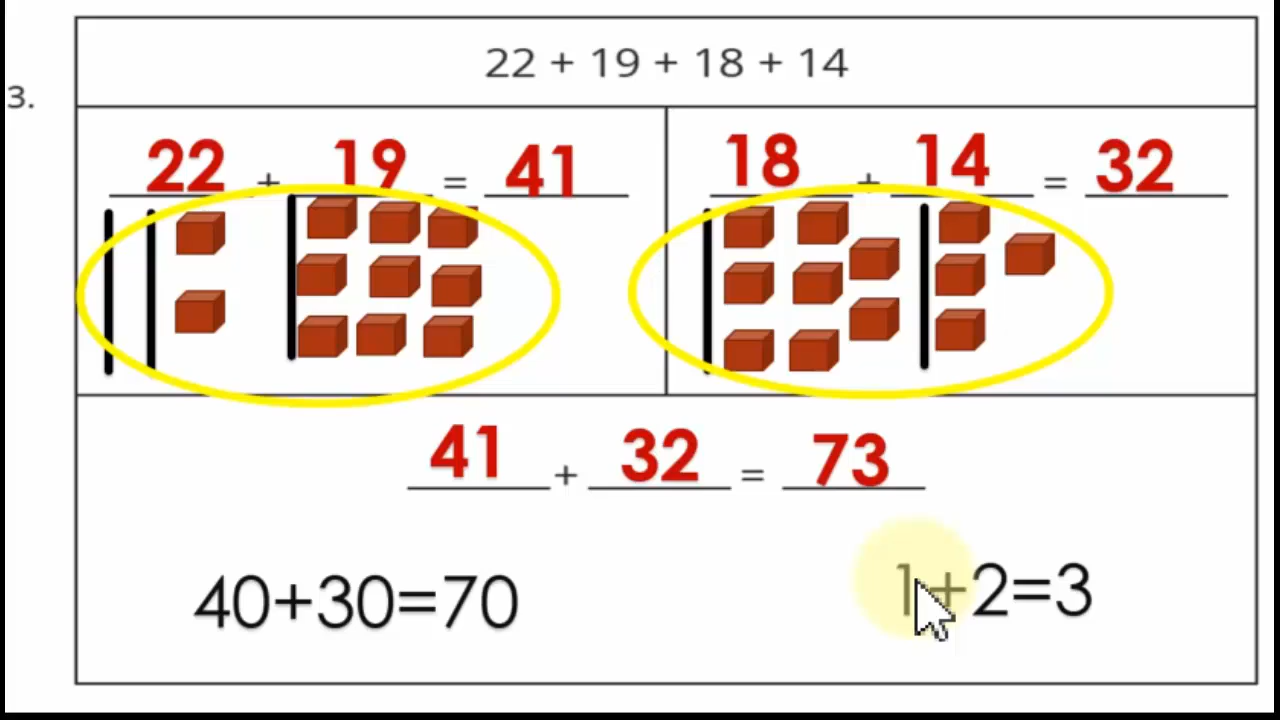 22 + 19 + 18 + 14
3.
22 + 19 = 41
18 + 14 = 32
41 + 32 = 73
40+30=70
1+2=3